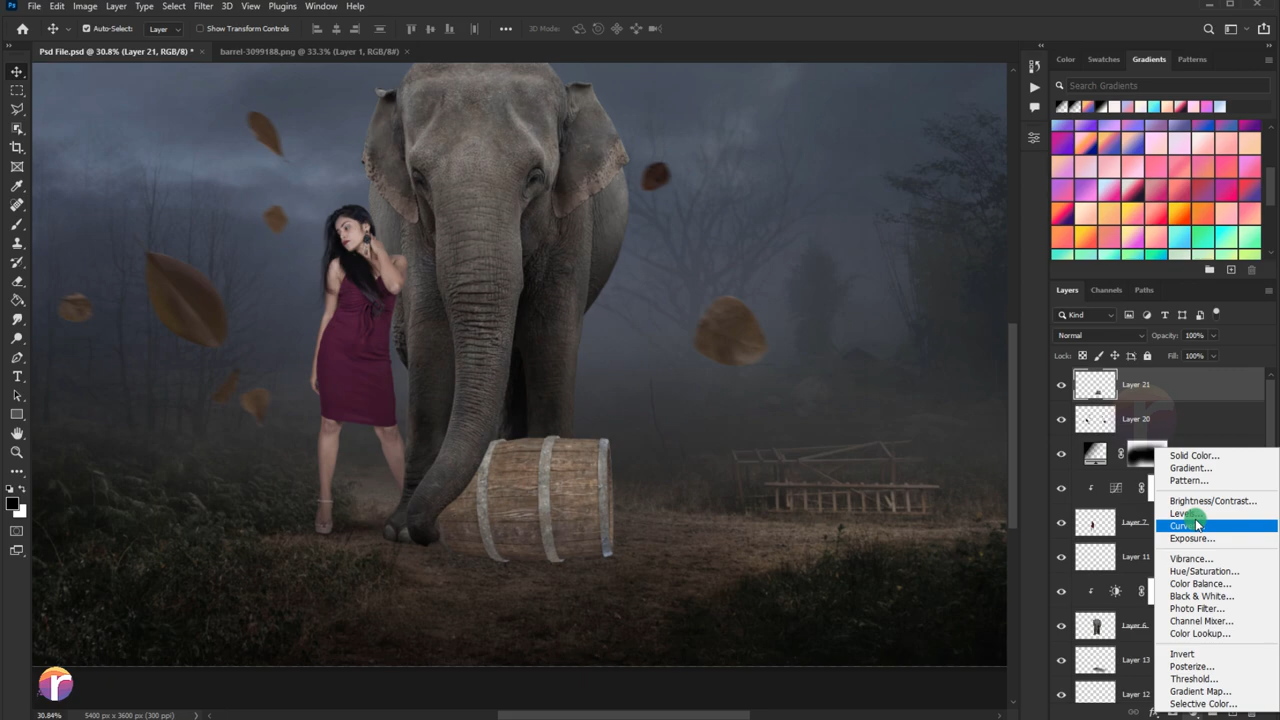 Ps File Edit Image Layer Type Select Filter 3D View Plugins Window Help
Auto-Select: Layer Show Transform Controls 3D Mode:
Psd File.psd @ 30.8% (Layer 21, RGB/8) * × barrel-3099188.png @ 33.3% (Layer 1, RGB/8#) ×
Color Swatches Gradients Patterns
Search Gradients
Layers Channels Paths
Kind
Normal Opacity: 100%
Lock: Fill: 100%
Layer 21
Layer 20
Solid Color...
Gradient...
Pattern...
Brightness/Contrast...
Layer 7
Exposure...
Layer 11
Vibrance...
Hue/Saturation...
Color Balance...
Black & White...
Photo Filter...
Layer 6
Channel Mixer...
Color Lookup...
Invert
Layer 13
Posterize...
Threshold...
Layer 12
Gradient Map...
Selective Color...
fx
r
30.84% 5400 px x 3600 px (300 ppi)